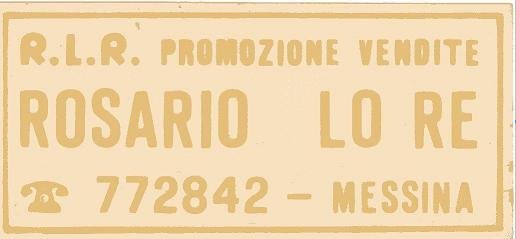 R.L.R. PROMOZIONE VENDITE
ROSARIO LO RE
☎ 772842 – MESSINA